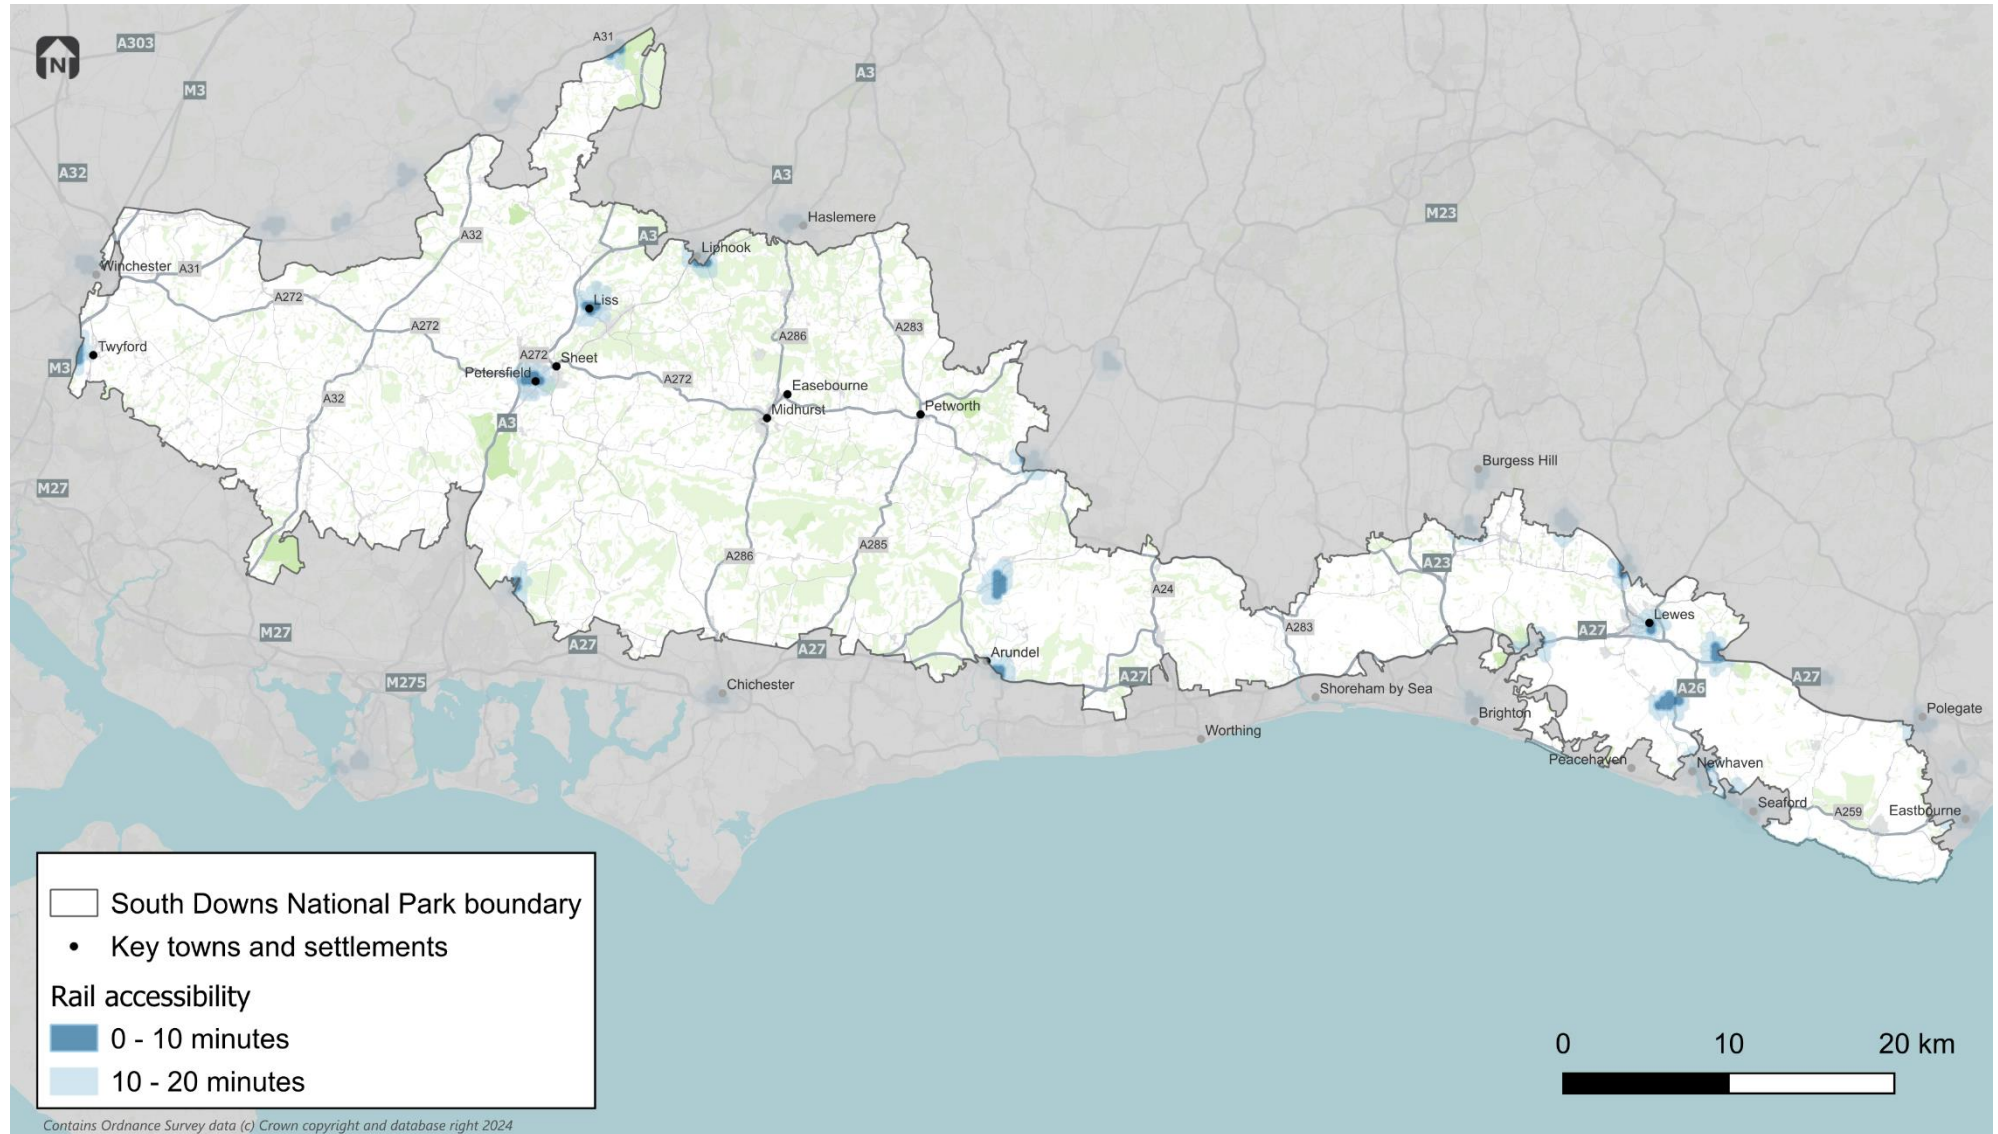 A303
A31
N
A3
M3
A32
A3
M23
Haslemere
A32
A3
Liphook
Winchester
A31
A272
Liss
A272
A286
A283
Twyford
M3
A272
Sheet
Petersfield
A272
Easebourne
A32
Midhurst
Petworth
A3
Burgess Hill
M27
A286
A285
A23
A24
Lewes
M27
A283
A27
A27
A27
Arundel
A27
A27
M275
Chichester
Shoreham by Sea
A26
Brighton
Polegate
Worthing
Peacehaven
Newhaven
Seaford
A259
Eastbourne
South Downs National Park boundary
Key towns and settlements
Rail accessibility
0 - 10 minutes
10 - 20 minutes
0 10 20 km
Contains Ordnance Survey data (c) Crown copyright and database right 2024